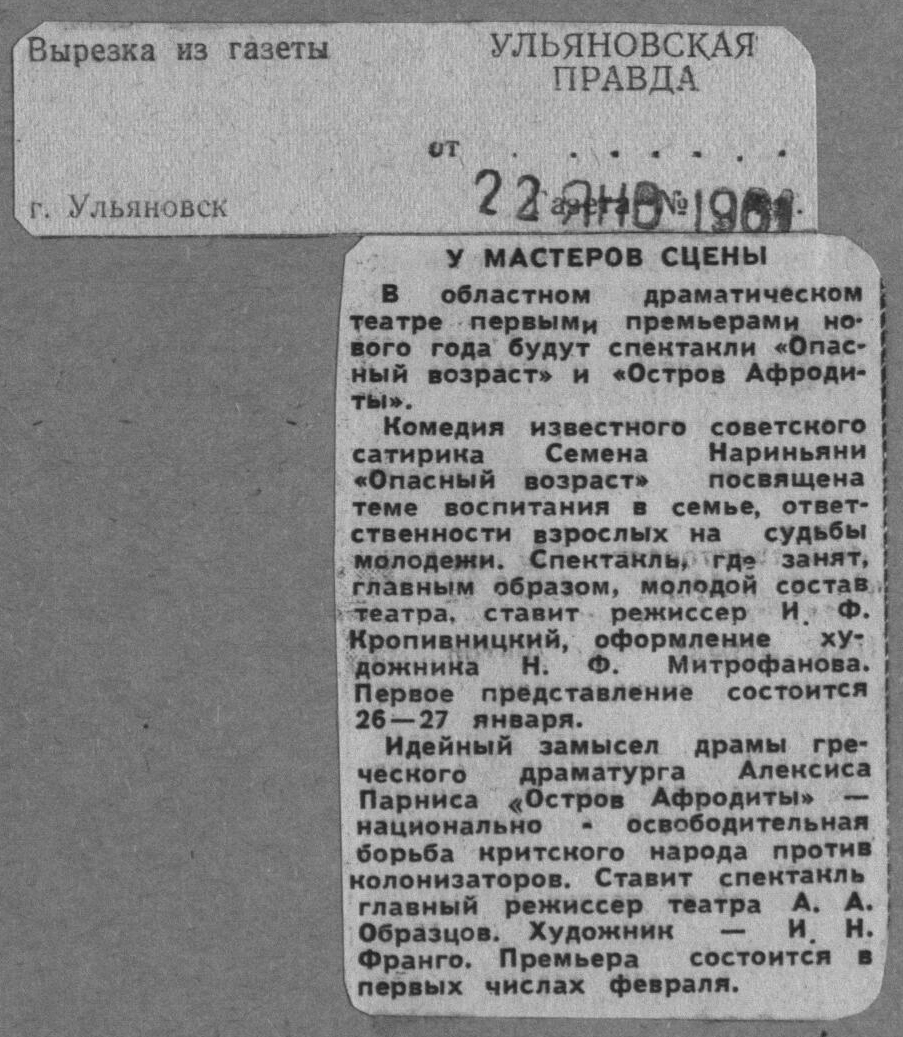 Вырезка из газеты
УЛЬЯНОВСКАЯ
ПРАВДА
от . . . . . . .
22 ЯНВ 1961
г. Ульяновск
Газета №
У МАСТЕРОВ СЦЕНЫ
В областном драматическом
театре первыми премьерами но-
вого года будут спектакли «Опас-
ный возраст» и «Остров Афроди-
ты».
Комедия известного советского
сатирика Семена Нариньяни
«Опасный возраст» посвящена
теме воспитания в семье, ответ-
ственности взрослых на судьбы
молодежи. Спектакль, где занят,
главным образом, молодой состав
театра, ставит режиссер И. Ф.
Кропивницкий, оформление ху-
дожника Н. Ф. Митрофанова.
Первое представление состоится
26—27 января.
Идейный замысел драмы гре-
ческого драматурга Алексиса
Парниса «Остров Афродиты» —
национально - освободительная
борьба критского народа против
колонизаторов. Ставит спектакль
главный режиссер театра А. А.
Образцов. Художник — И. Н.
Франго. Премьера состоится в
первых числах февраля.